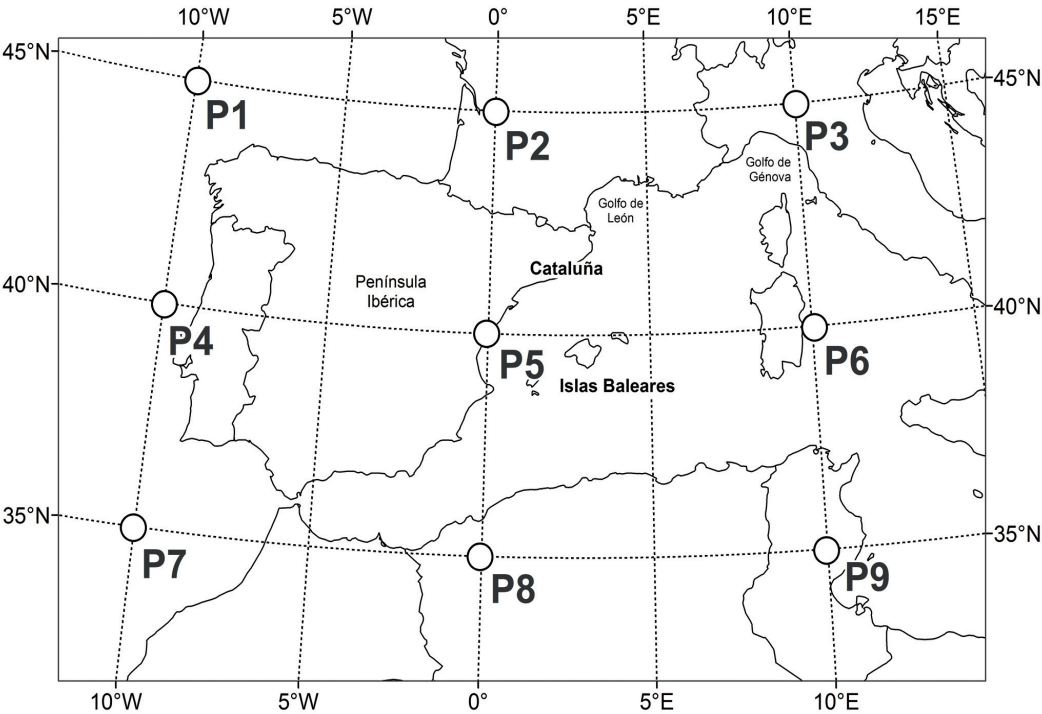 10°W 5°W 0° 5°E 10°E 15°E
45°N
45°N
P1
P2
P3
Golfo de
Génova
Golfo de
León
Cataluña
Península
Ibérica
40°N
40°N
P4
P5
P6
Islas Baleares
35°N
35°N
P7
P8
P9
10°W 5°W 0° 5°E 10°E